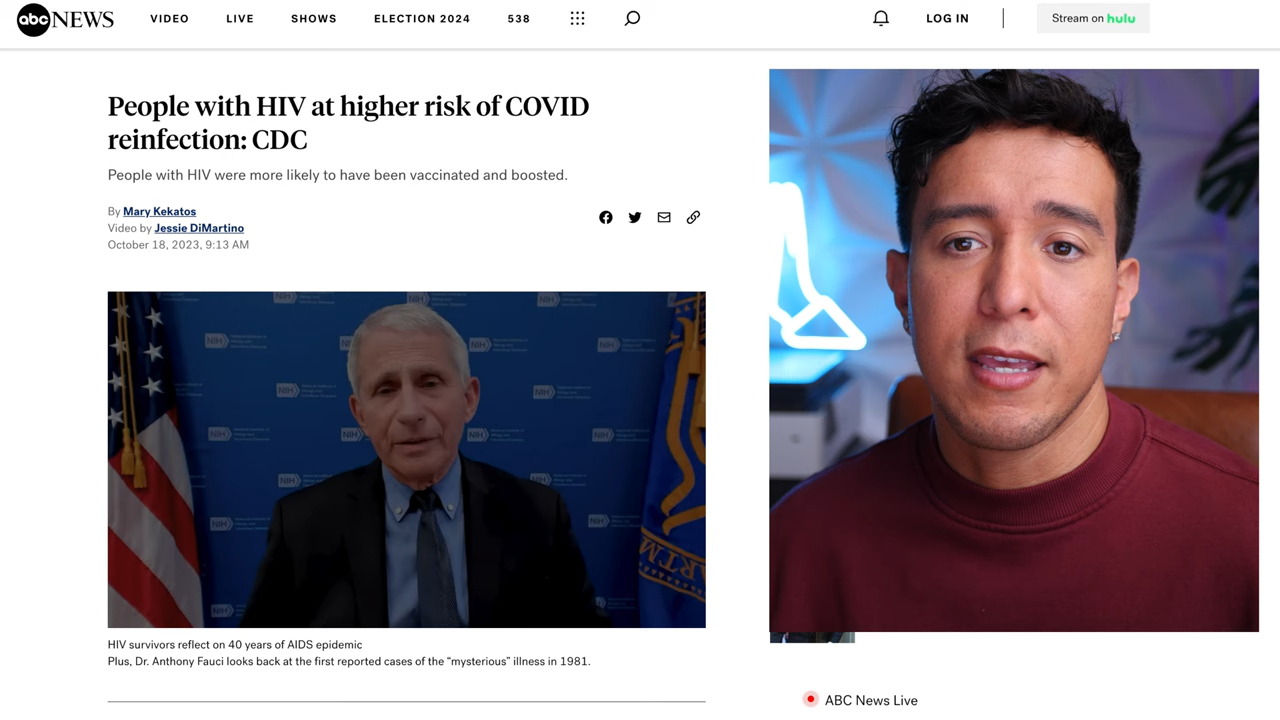 abc NEWS
VIDEO
LIVE
SHOWS
ELECTION 2024
538
LOG IN
Stream on hulu
People with HIV at higher risk of COVID
reinfection: CDC
People with HIV were more likely to have been vaccinated and boosted.
By Mary Kekatos
Video by Jessie DiMartino
October 18, 2023, 9:13 AM
NIH
HIV survivors reflect on 40 years of AIDS epidemic
Plus, Dr. Anthony Fauci looks back at the first reported cases of the “mysterious” illness in 1981.
ABC News Live